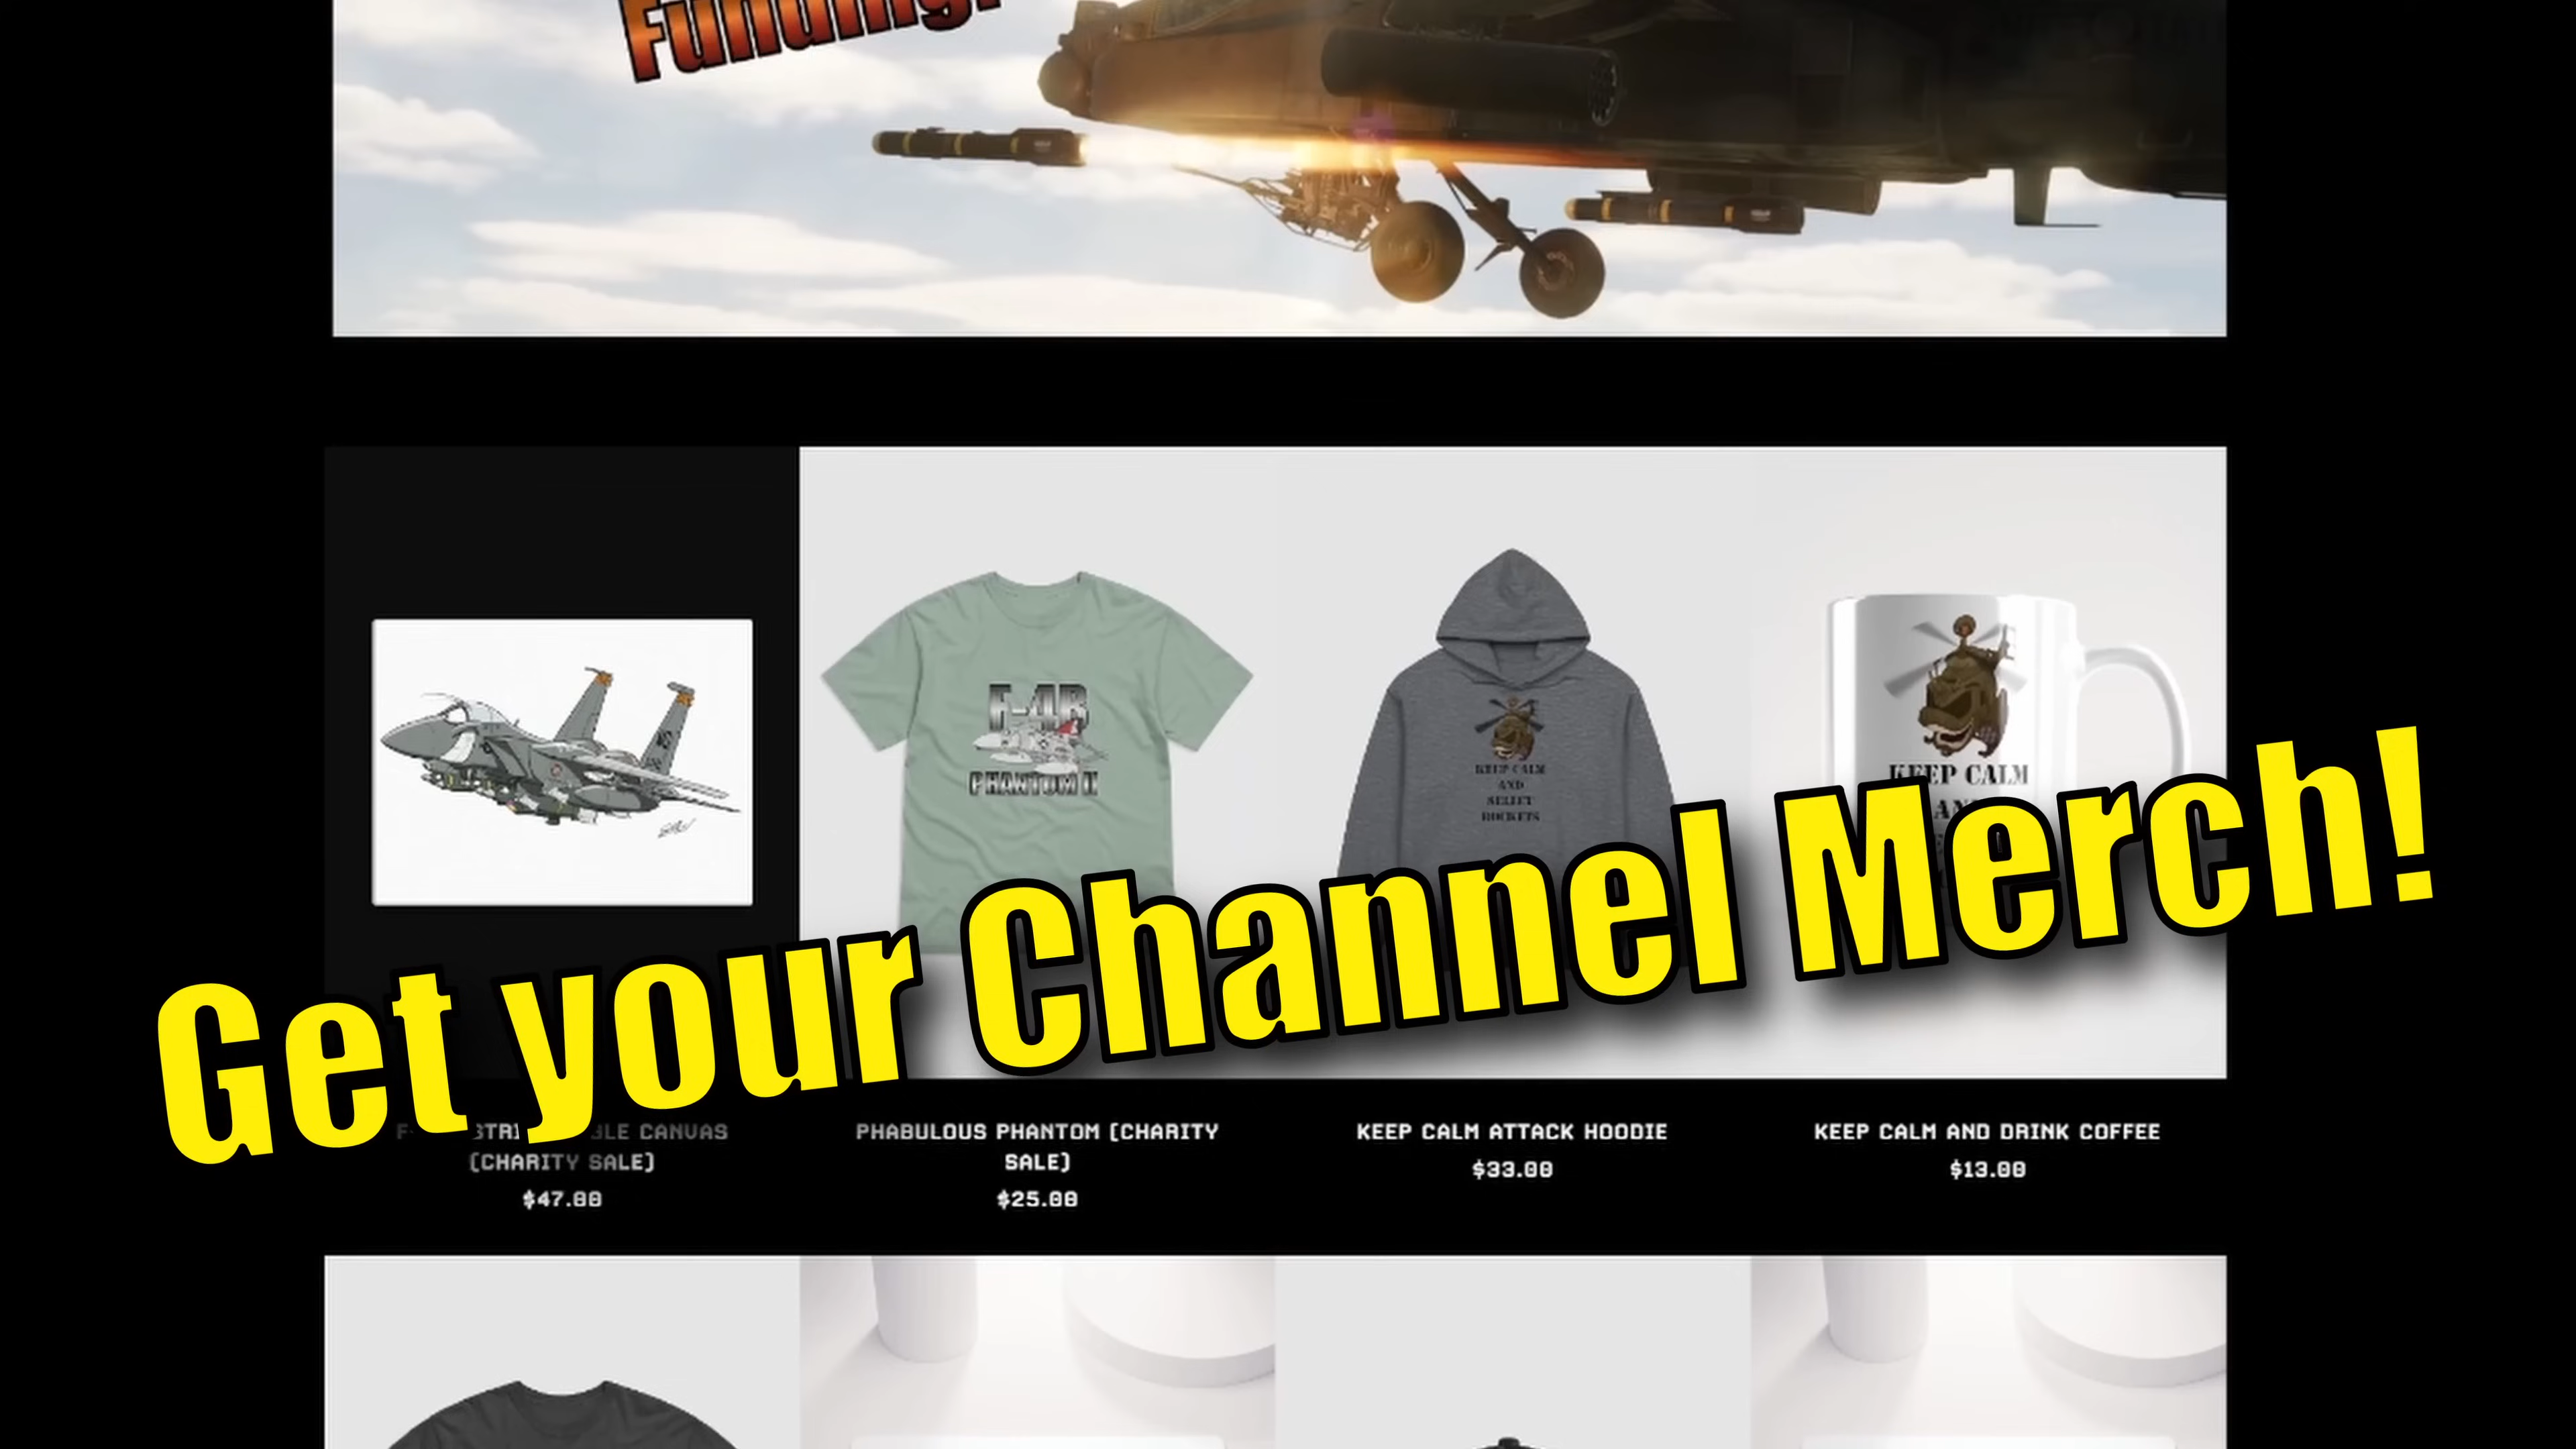 Funding!
F-4B
PHANTOM II
KEEP CALM
AND
SELECT
ROCKETS
KEEP CALM
AND
Get your Channel Merch!
CANVAS
(CHARITY SALE)
$47.00
PHABULOUS PHANTOM (CHARITY
SALE)
$25.00
KEEP CALM ATTACK HOODIE
$33.00
KEEP CALM AND DRINK COFFEE
$13.00